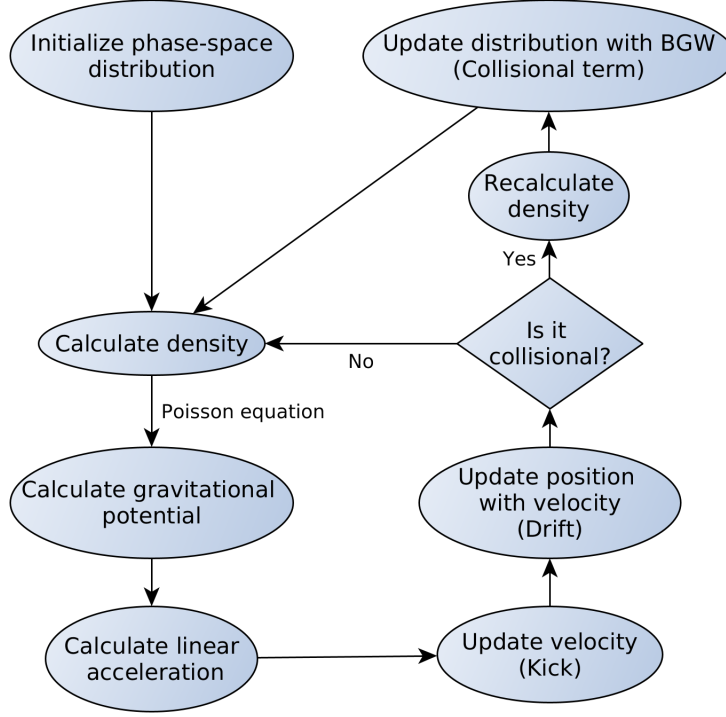 Initialize phase-space
distribution
Update distribution with BGW
(Collisional term)
Recalculate
density
Yes
Is it
collisional?
No
Calculate density
Poisson equation
Calculate gravitational
potential
Calculate linear
acceleration
Update velocity
(Kick)
Update position
with velocity
(Drift)